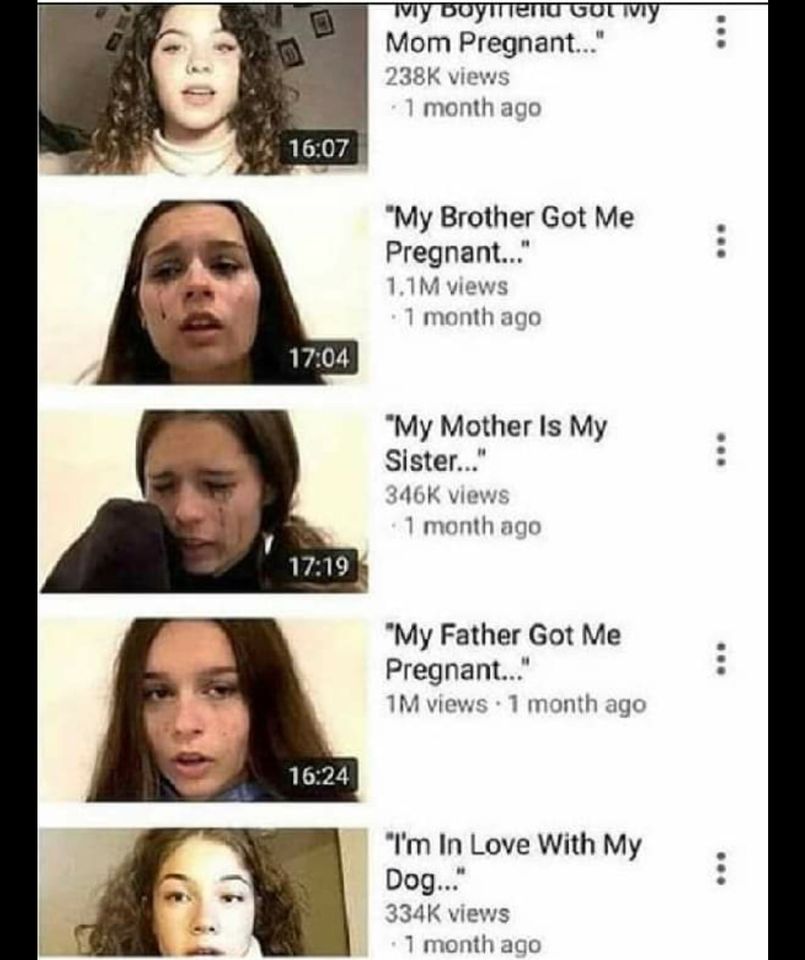 My Boyfriend Got My
Mom Pregnant..."
238K views
· 1 month ago
16:07
"My Brother Got Me
Pregnant..."
1.1M views
· 1 month ago
17:04
"My Mother Is My
Sister..."
346K views
· 1 month ago
17:19
"My Father Got Me
Pregnant..."
1M views · 1 month ago
16:24
"I'm In Love With My
Dog..."
334K views
· 1 month ago